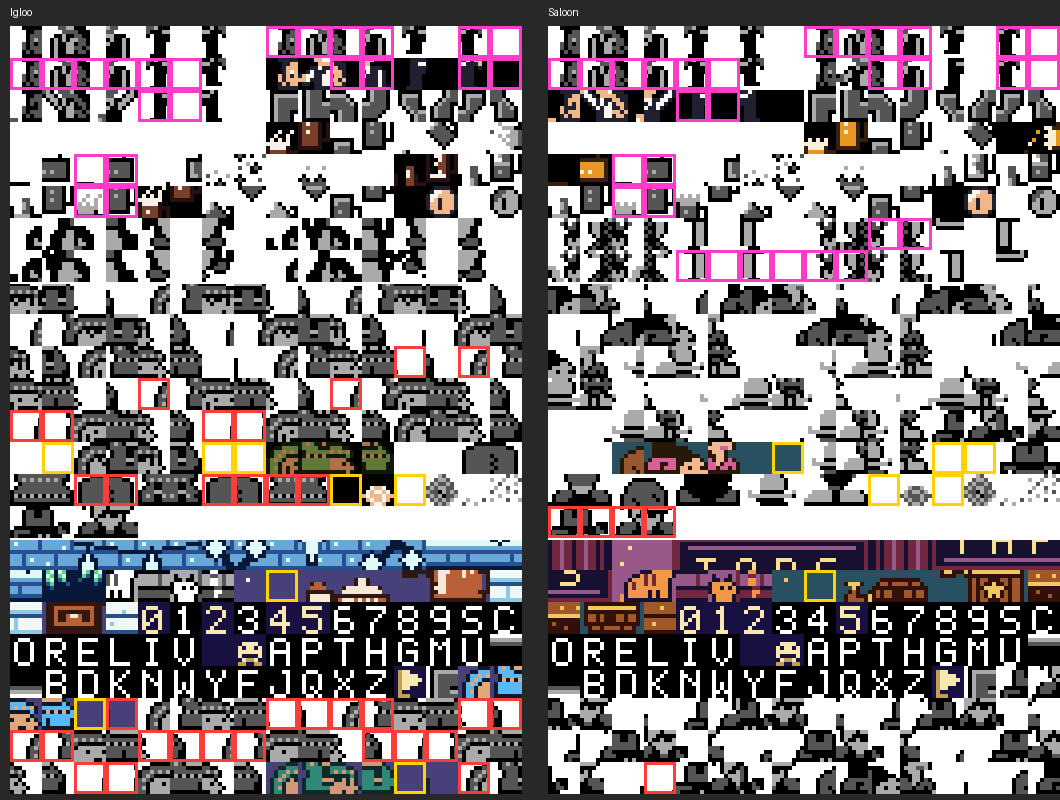 Igloo
Saloon
0123456789SC
0123456789SC
ORELIV APTHGMU
ORELIV APTHGMU
BDKNWYFJQXZ
BDKNWYFJQXZ